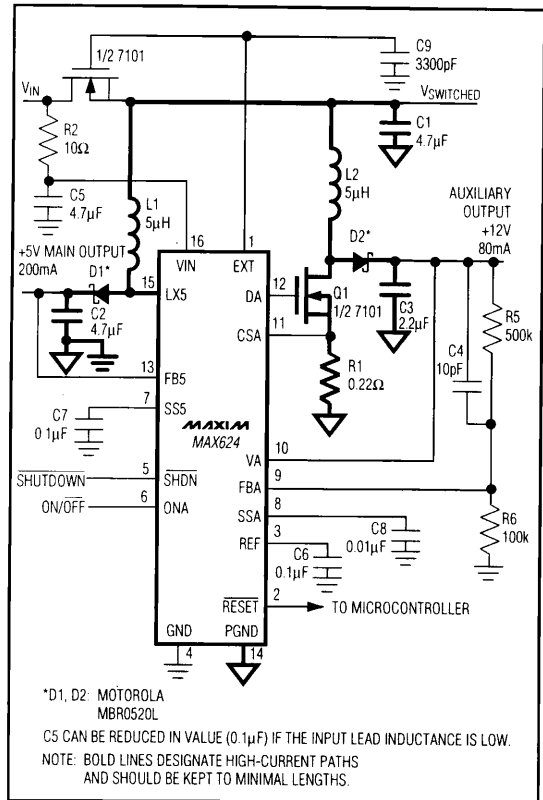 1/2 7101
C9
3300pF
VIN
VSWITCHED
R2
10Ω
C1
4.7µF
L2
5µH
C5
4.7µF
L1
5µH
AUXILIARY
OUTPUT
+12V
80mA
+5V MAIN OUTPUT
200mA
D1*
D2*
16
1
VIN
EXT
15
LX5
12
DA
Q1
1/2 7101
C3
2.2µF
R5
500k
C2
4.7µF
11
CSA
C4
10pF
R1
0.22Ω
13
FB5
7
SS5
C7
0.1µF
MAXIM
MAX624
10
VA
SHUTDOWN
5
SHDN
9
FBA
ON/OFF
6
ONA
8
SSA
C8
0.01µF
R6
100k
3
REF
C6
0.1µF
2
RESET
TO MICROCONTROLLER
GND
PGND
4
14
*D1, D2: MOTOROLA
MBR0520L
C5 CAN BE REDUCED IN VALUE (0.1µF) IF THE INPUT LEAD INDUCTANCE IS LOW.
NOTE: BOLD LINES DESIGNATE HIGH-CURRENT PATHS
AND SHOULD BE KEPT TO MINIMAL LENGTHS.